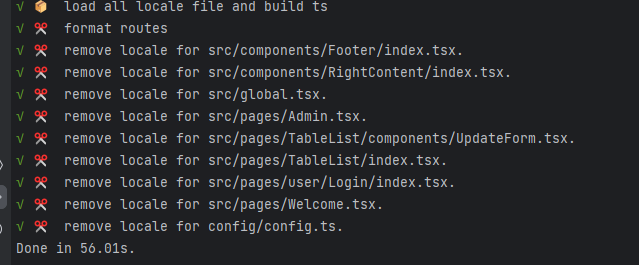 √ 📦  load all locale file and build ts
√ ✂️  format routes
√ ✂️  remove locale for src/components/Footer/index.tsx.
√ ✂️  remove locale for src/components/RightContent/index.tsx.
√ ✂️  remove locale for src/global.tsx.
√ ✂️  remove locale for src/pages/Admin.tsx.
√ ✂️  remove locale for src/pages/TableList/components/UpdateForm.tsx.
√ ✂️  remove locale for src/pages/TableList/index.tsx.
√ ✂️  remove locale for src/pages/user/Login/index.tsx.
√ ✂️  remove locale for src/pages/Welcome.tsx.
√ ✂️  remove locale for config/config.ts.
Done in 56.01s.